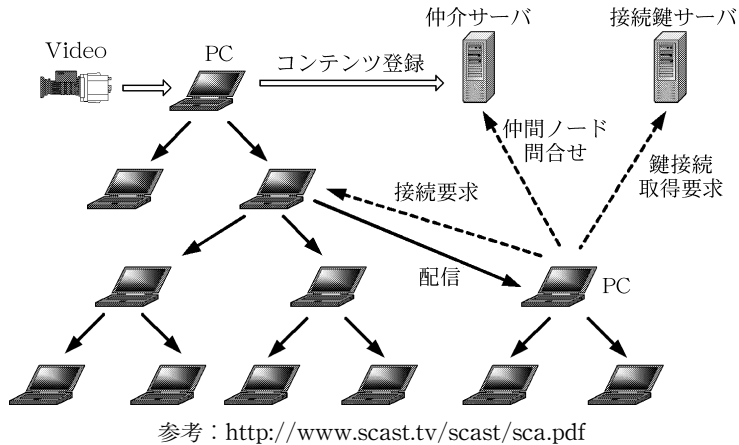 仲介サーバ
接続鍵サーバ
Video
PC
コンテンツ登録
仲間ノード
問合せ
鍵接続
取得要求
接続要求
配信
PC
参考：http://www.scast.tv/scast/sca.pdf